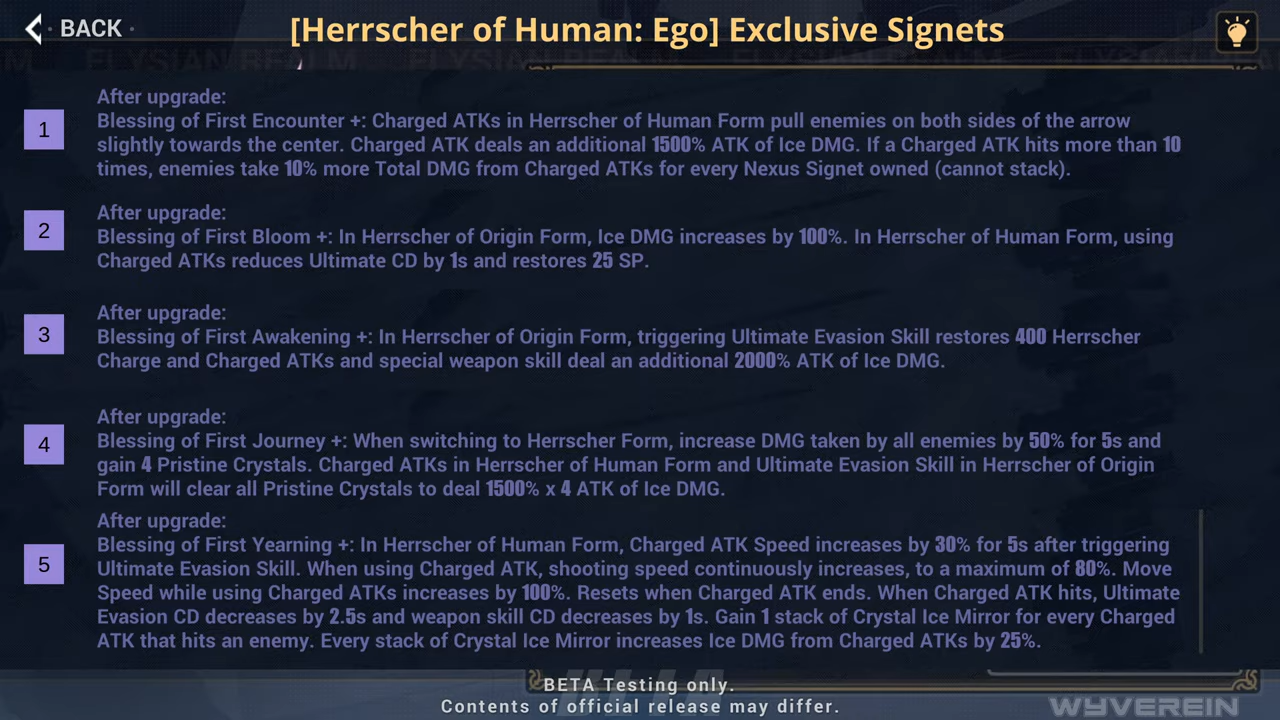 BACK
[Herrscher of Human: Ego] Exclusive Signets
ELYSIAN REALM
1
After upgrade:
Blessing of First Encounter +: Charged ATKs in Herrscher of Human Form pull enemies on both sides of the arrow
slightly towards the center. Charged ATK deals an additional 1500% ATK of Ice DMG. If a Charged ATK hits more than 10
times, enemies take 10% more Total DMG from Charged ATKs for every Nexus Signet owned (cannot stack).
2
After upgrade:
Blessing of First Bloom +: In Herrscher of Origin Form, Ice DMG increases by 100%. In Herrscher of Human Form, using
Charged ATKs reduces Ultimate CD by 1s and restores 25 SP.
3
After upgrade:
Blessing of First Awakening +: In Herrscher of Origin Form, triggering Ultimate Evasion Skill restores 400 Herrscher
Charge and Charged ATKs and special weapon skill deal an additional 2000% ATK of Ice DMG.
4
After upgrade:
Blessing of First Journey +: When switching to Herrscher Form, increase DMG taken by all enemies by 50% for 5s and
gain 4 Pristine Crystals. Charged ATKs in Herrscher of Human Form and Ultimate Evasion Skill in Herrscher of Origin
Form will clear all Pristine Crystals to deal 1500% x 4 ATK of Ice DMG.
5
After upgrade:
Blessing of First Yearning +: In Herrscher of Human Form, Charged ATK Speed increases by 30% for 5s after triggering
Ultimate Evasion Skill. When using Charged ATK, shooting speed continuously increases, to a maximum of 80%. Move
Speed while using Charged ATKs increases by 100%. Resets when Charged ATK ends. When Charged ATK hits, Ultimate
Evasion CD decreases by 2.5s and weapon skill CD decreases by 1s. Gain 1 stack of Crystal Ice Mirror for every Charged
ATK that hits an enemy. Every stack of Crystal Ice Mirror increases Ice DMG from Charged ATKs by 25%.
BETA Testing only.
Contents of official release may differ.
WYVEREIN